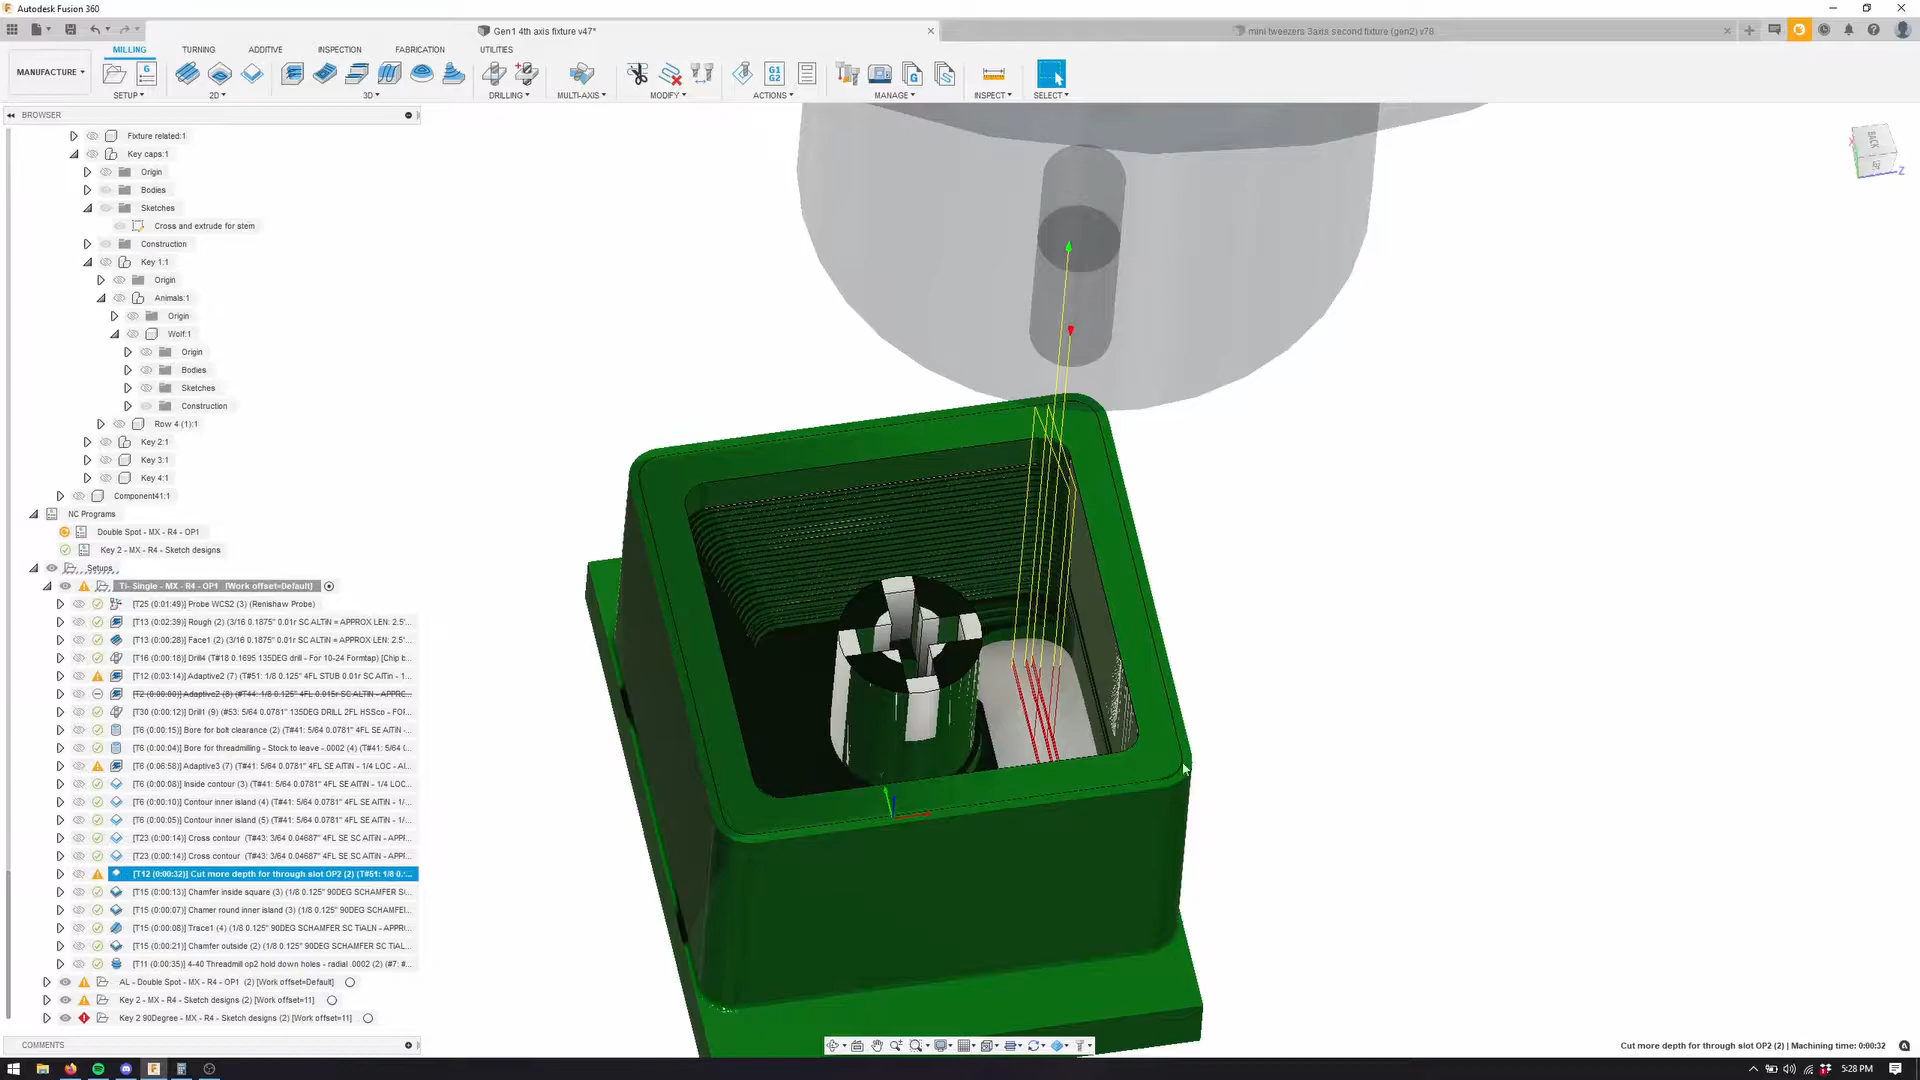 Autodesk Fusion 360
Gen1 4th axis fixture v47*
mini tweezers 3axis second fixture (gen2) v78
MILLING
TURNING
ADDITIVE
INSPECTION
FABRICATION
UTILITIES
MANUFACTURE
SETUP
2D
3D
DRILLING
MULTI-AXIS
MODIFY
ACTIONS
MANAGE
INSPECT
SELECT
G1
G2
BROWSER
BACK
Z
Fixture related:1
Key caps:1
Origin
Bodies
Sketches
Cross and extrude for stem
Construction
Key 1:1
Origin
Animals:1
Origin
Wolf:1
Origin
Bodies
Sketches
Construction
Row 4 (1):1
Key 2:1
Key 3:1
Key 4:1
Component41:1
NC Programs
Double Spot - MX - R4 - OP1
Key 2 - MX - R4 - Sketch designs
Setups
Ti- Single - MX - R4 - OP1 [Work offset=Default]
[T25 (0:01:49)] Probe WCS2 (3) (Renishaw Probe)
[T13 (0:02:39)] Rough (2) (3/16 0.1875" 0.01r SC ALTiN = APPROX LEN: 2.5'...
[T13 (0:00:28)] Face1 (2) (3/16 0.1875" 0.01r SC ALTiN = APPROX LEN: 2.5'...
[T16 (0:00:18)] Drill4 (T#18 0.1695 135DEG drill - For 10-24 Formtap) [Chip b...
[T12 (0:03:14)] Adaptive2 (7) (T#51: 1/8 0.125" 4FL STUB 0.01r SC AlTin - 1...
[T2 (0:00:00)] Adaptive2 (8) (#T44: 1/8 0.125" 4FL 0.015r SC ALTiN - APPRO...
[T30 (0:00:12)] Drill1 (9) (#53: 5/64 0.0781" 135DEG DRILL 2FL HSSco - FOF...
[T6 (0:00:15)] Bore for bolt clearance (2) (T#41: 5/64 0.0781" 4FL SE AlTiN -...
[T6 (0:00:04)] Bore for threadmilling - Stock to leave -.0002 (4) (T#41: 5/64 (...
[T6 (0:06:58)] Adaptive3 (7) (T#41: 5/64 0.0781" 4FL SE AlTiN - 1/4 LOC - Al...
[T6 (0:00:08)] Inside contour (3) (T#41: 5/64 0.0781" 4FL SE AlTiN - 1/4 LOC...
[T6 (0:00:10)] Contour inner island (4) (T#41: 5/64 0.0781" 4FL SE AlTiN - 1/...
[T6 (0:00:05)] Contour inner island (5) (T#41: 5/64 0.0781" 4FL SE AlTiN - 1/...
[T23 (0:00:14)] Cross contour (T#43: 3/64 0.04687" 4FL SE SC AlTiN - APPF...
[T23 (0:00:14)] Cross contour (T#43: 3/64 0.04687" 4FL SE SC AlTiN - APPF...
[T12 (0:00:32)] Cut more depth for through slot OP2 (2) (T#51: 1/8 0....
[T15 (0:00:13)] Chamfer inside square (3) (1/8 0.125" 90DEG SCHAMFER S(...
[T15 (0:00:07)] Chamer round inner island (3) (1/8 0.125" 90DEG SCHAMFEI...
[T15 (0:00:08)] Trace1 (4) (1/8 0.125" 90DEG SCHAMFER SC TiALN - APPR(...
[T15 (0:00:21)] Chamfer outside (2) (1/8 0.125" 90DEG SCHAMFER SC TiAL...
[T11 (0:00:35)] 4-40 Threadmill op2 hold down holes - radial .0002 (2) (#7: #...
AL - Double Spot - MX - R4 - OP1 (2) [Work offset=Default]
Key 2 - MX - R4 - Sketch designs (2) [Work offset=11]
Key 2 90Degree - MX - R4 - Sketch designs (2) [Work offset=11]
COMMENTS
Cut more depth for through slot OP2 (2) | Machining time: 0:00:32
5:28 PM